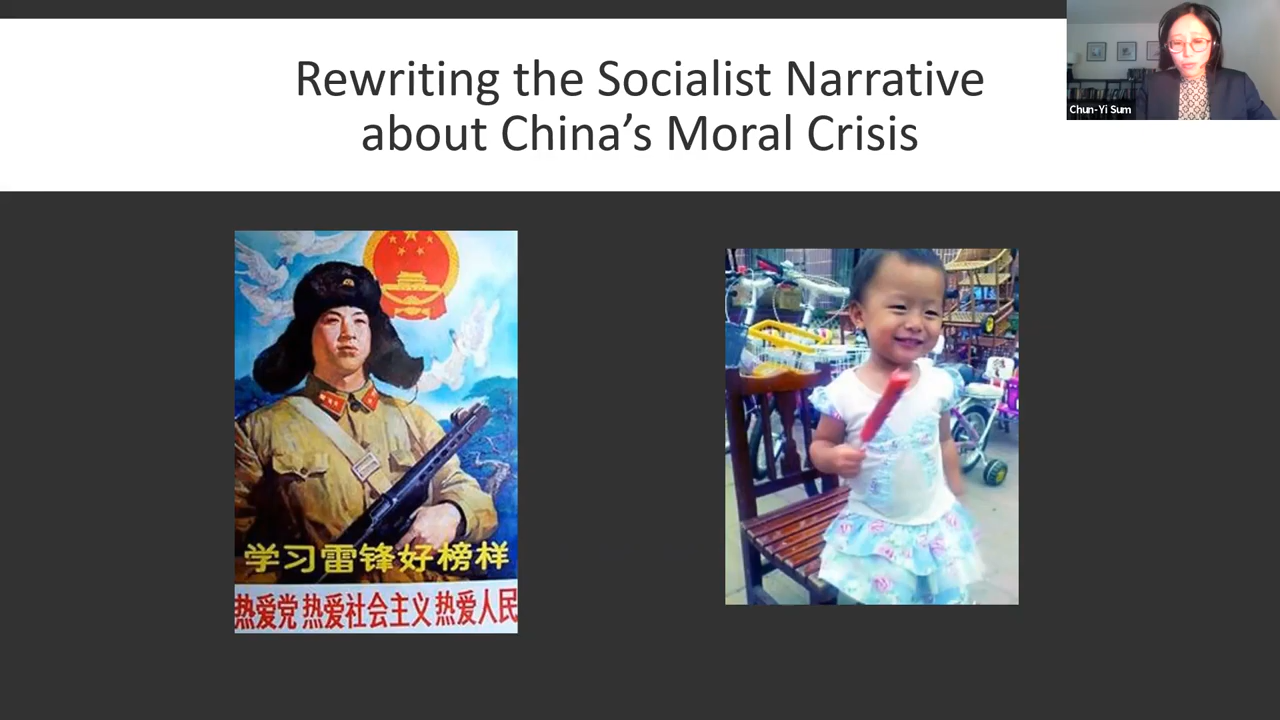 Rewriting the Socialist Narrative
about China’s Moral Crisis
Chun-Yi Sum
学习雷锋好榜样
热爱党 热爱社会主义 热爱人民